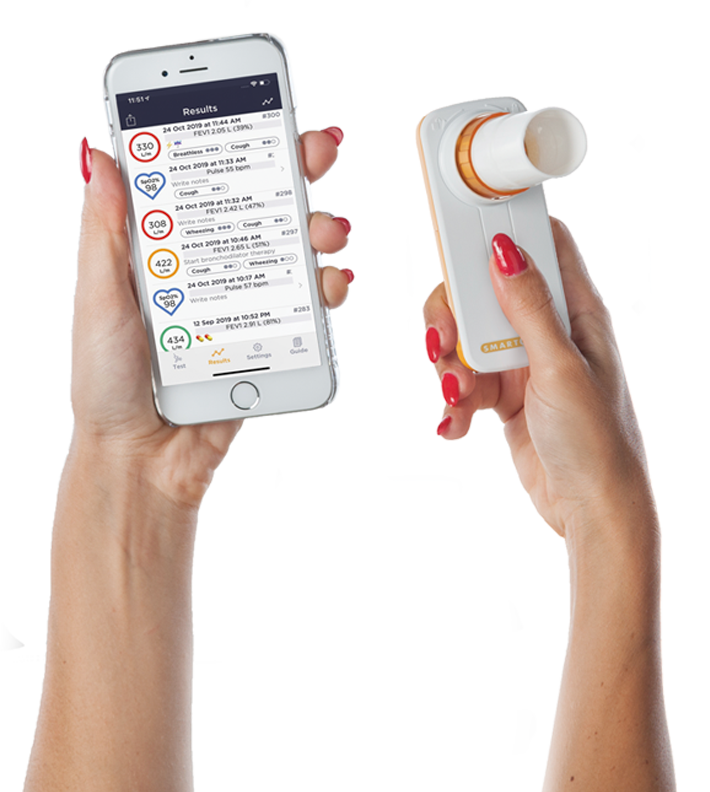 11:51
Results
24 Oct 2019 at 11:44 AM #300
330 L/m
FEV1 2.05 L (39%)
Breathless Cough
24 Oct 2019 at 11:33 AM #:
SpO2% 98
Pulse 55 bpm
Write notes
Cough
24 Oct 2019 at 11:32 AM #298
308 L/m
FEV1 2.42 L (47%)
Write notes
Wheezing Cough
24 Oct 2019 at 10:46 AM #297
422 L/m
FEV1 2.65 L (51%)
Start bronchodilator therapy
Cough Wheezing
24 Oct 2019 at 10:17 AM #:
SpO2% 98
Pulse 57 bpm
Write notes
12 Sep 2019 at 10:52 PM #283
434 L/m
FEV1 2.91 L (81%)
Test Results Settings Guide
SMARTO